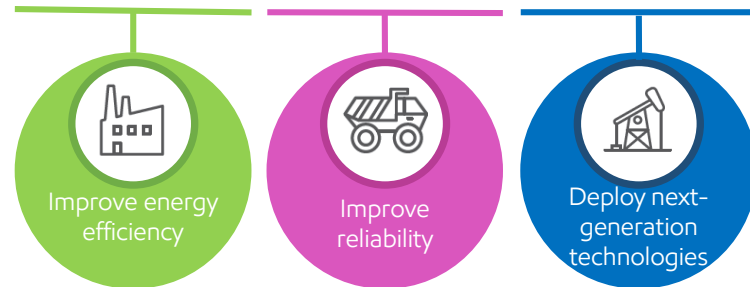 Improve energy
efficiency
Improve
reliability
Deploy next-
generation
technologies